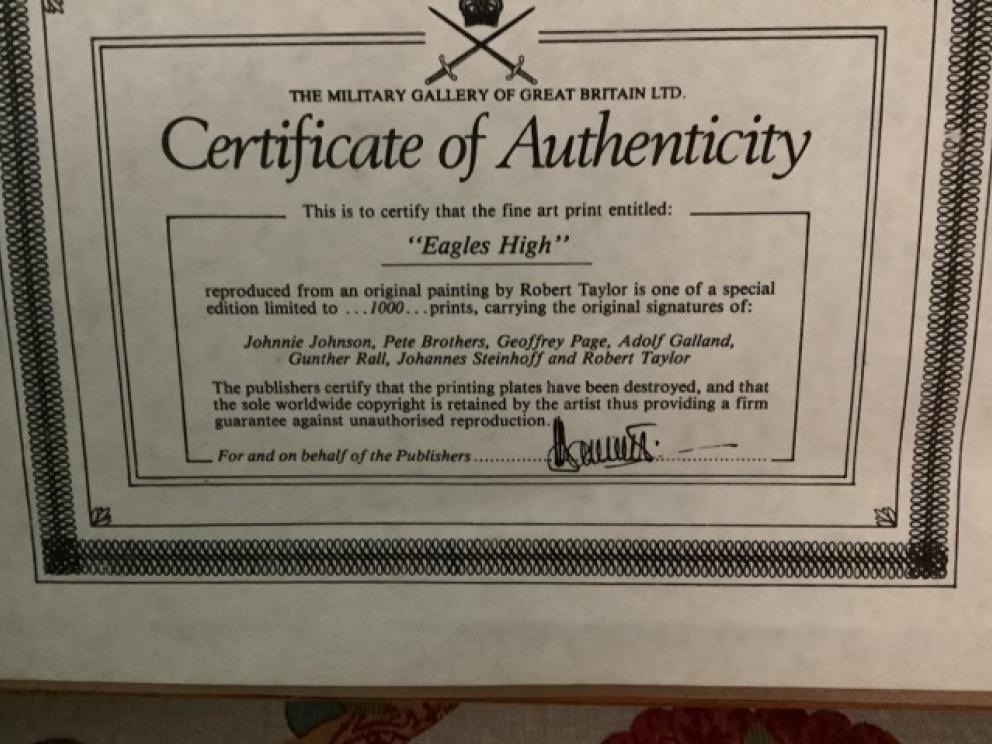 THE MILITARY GALLERY OF GREAT BRITAIN LTD.
Certificate of Authenticity
This is to certify that the fine art print entitled:
“Eagles High”
reproduced from an original painting by Robert Taylor is one of a special
edition limited to ...1000...prints, carrying the original signatures of:
Johnnie Johnson, Pete Brothers, Geoffrey Page, Adolf Galland,
Gunther Rall, Johannes Steinhoff and Robert Taylor
The publishers certify that the printing plates have been destroyed, and that
the sole worldwide copyright is retained by the artist thus providing a firm
guarantee against unauthorised reproduction.
For and on behalf of the Publishers